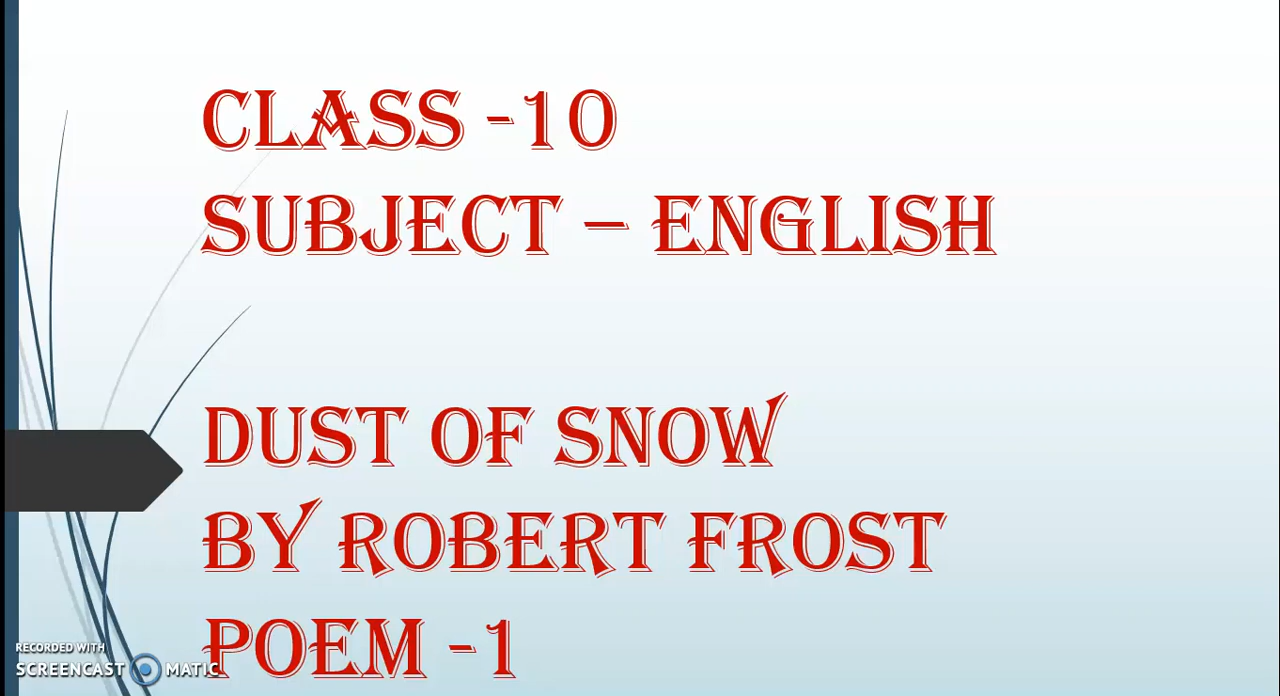 CLASS -10
SUBJECT – ENGLISH
DUST OF SNOW
BY ROBERT FROST
POEM -1
RECORDED WITH
SCREENCAST MATIC